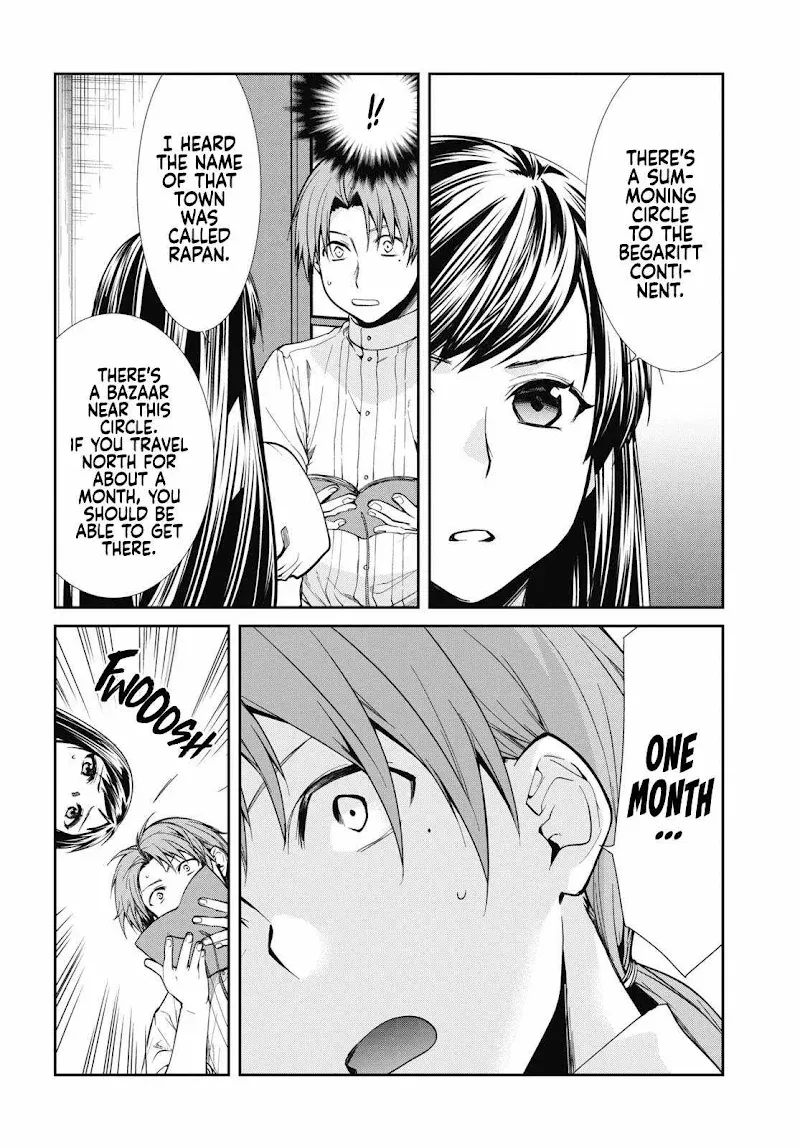 THERE'S
A SUM-
MONING
CIRCLE
TO THE
BEGARITT
CONTI-
NENT.
!!
I HEARD
THE NAME
OF THAT
TOWN
WAS
CALLED
RAPAN.
THERE'S
A BAZAAR
NEAR THIS
CIRCLE.
IF YOU TRAVEL
NORTH FOR
ABOUT A
MONTH, YOU
SHOULD BE
ABLE TO GET
THERE.
ONE
MONTH
...
FWOOOSH